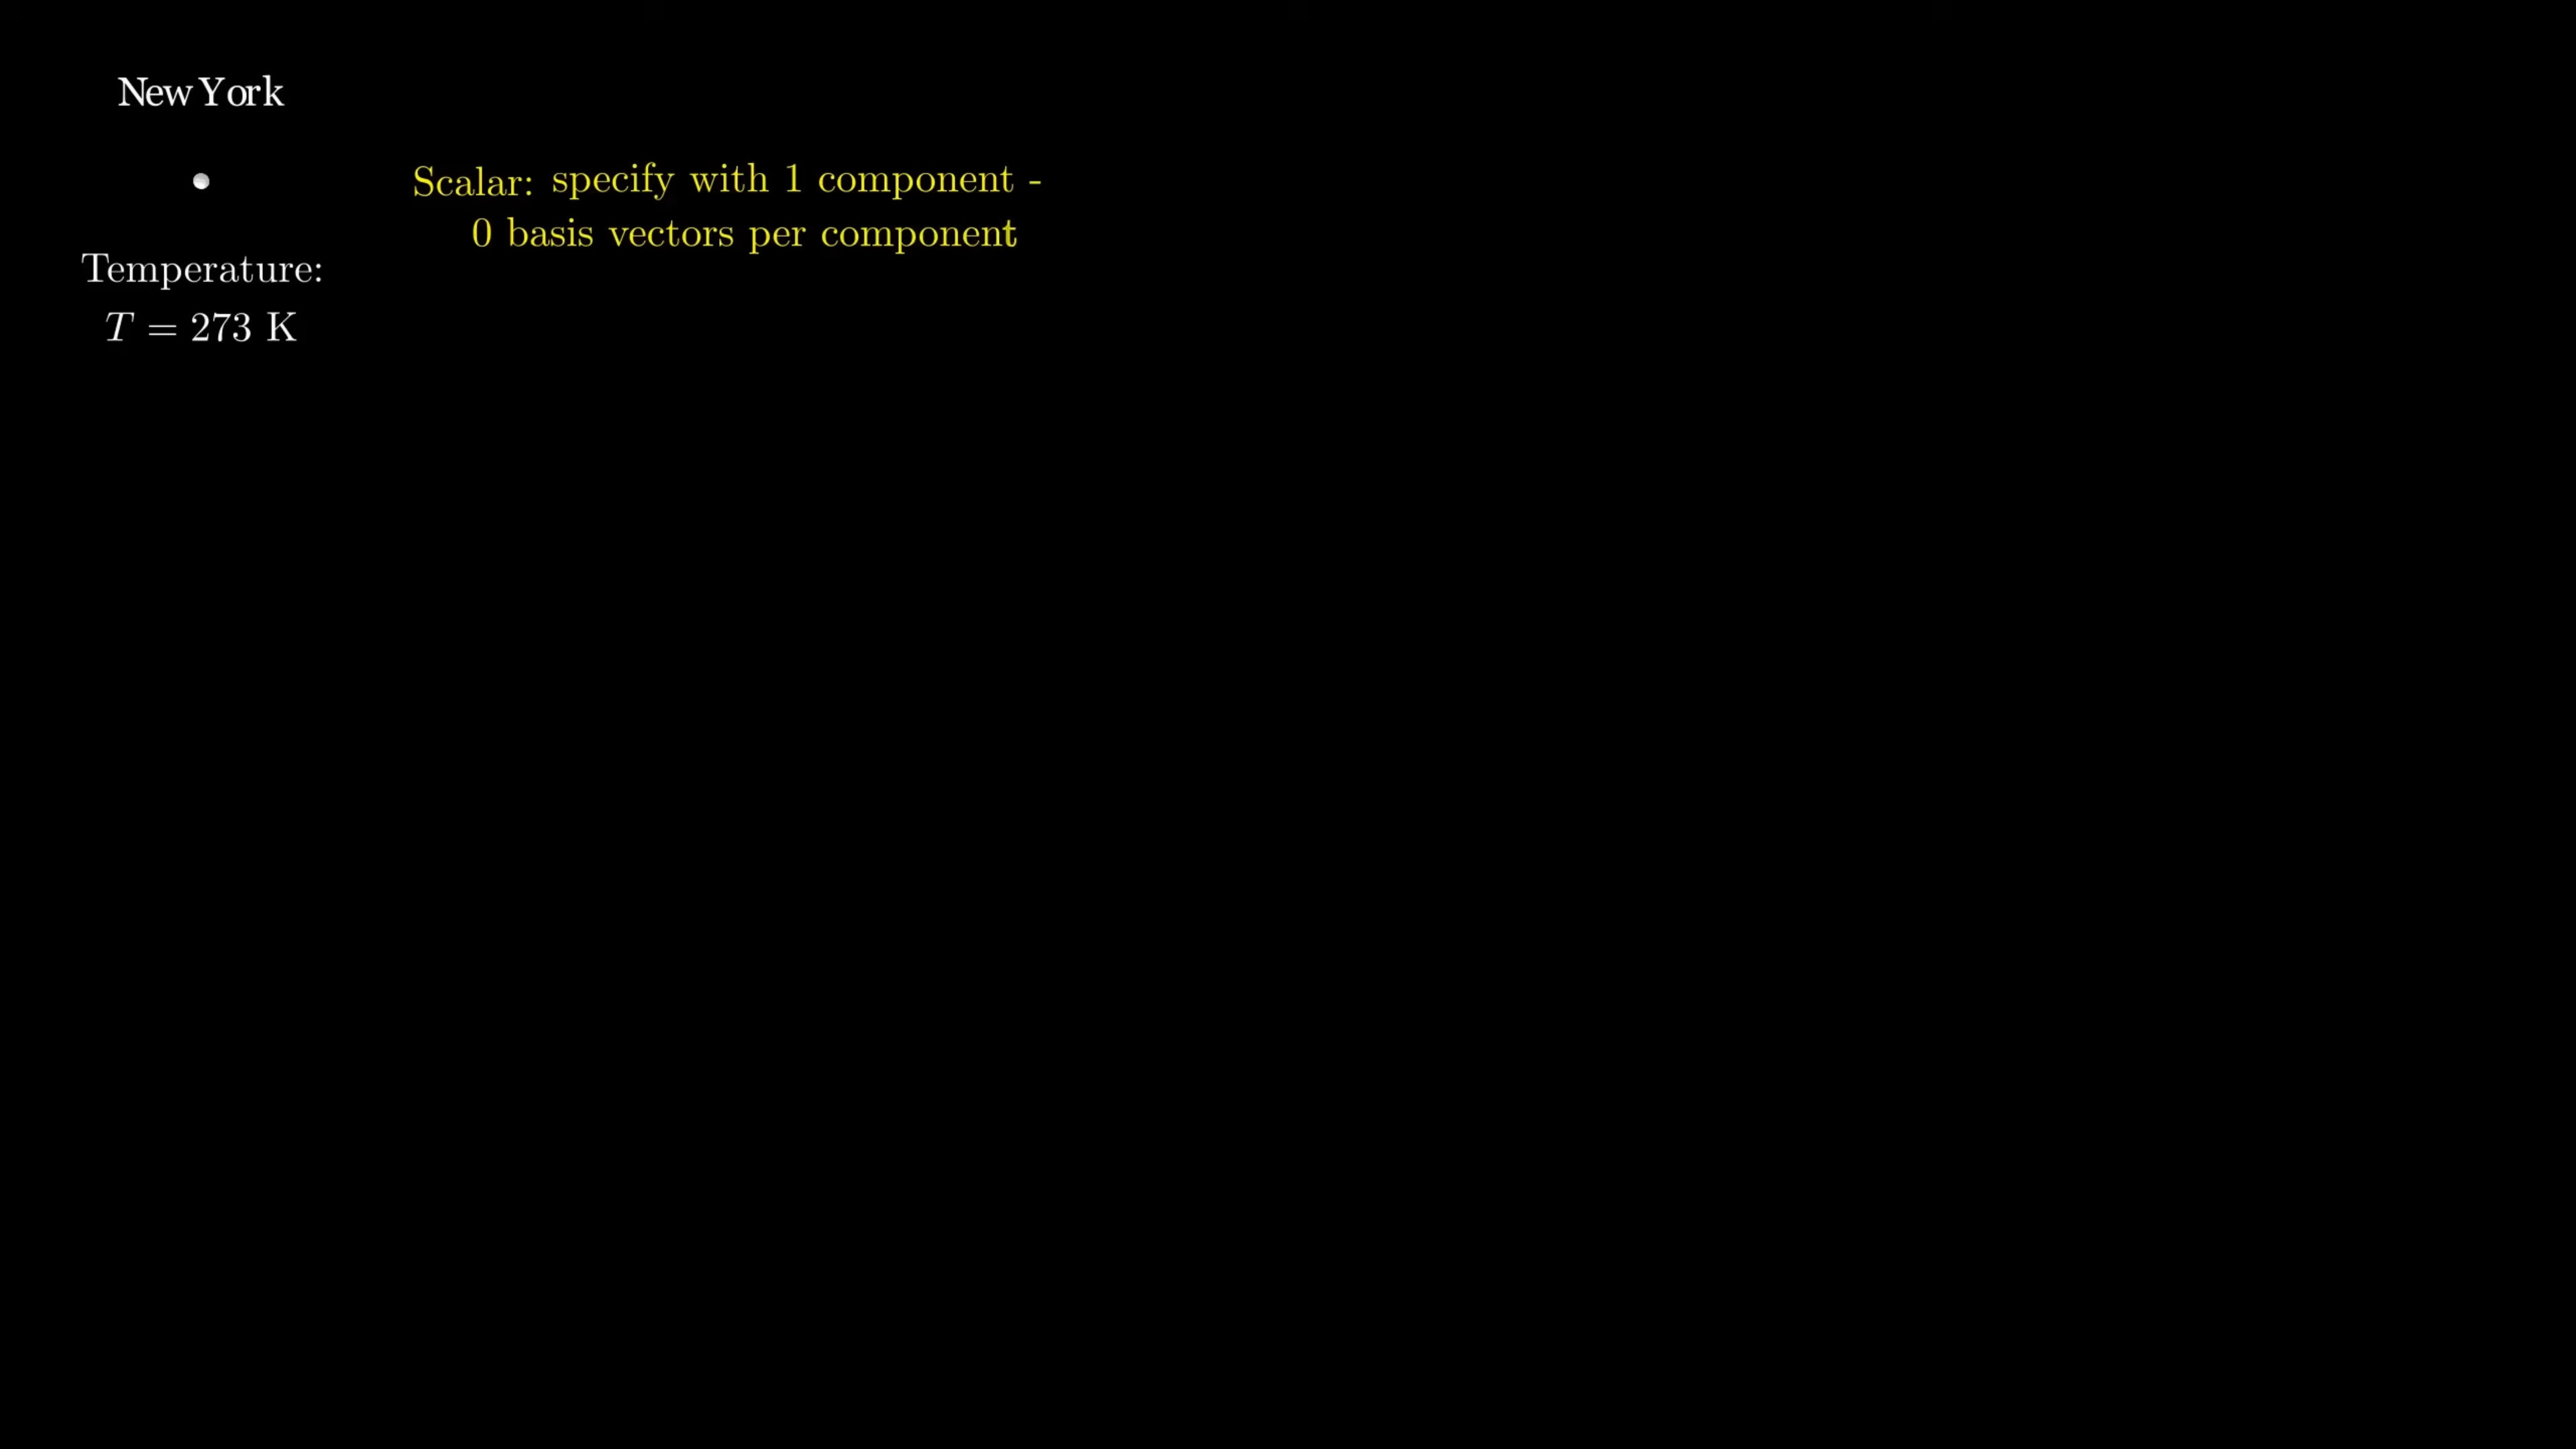 New York
Scalar: specify with 1 component -
0 basis vectors per component
Temperature:
T = 273 K